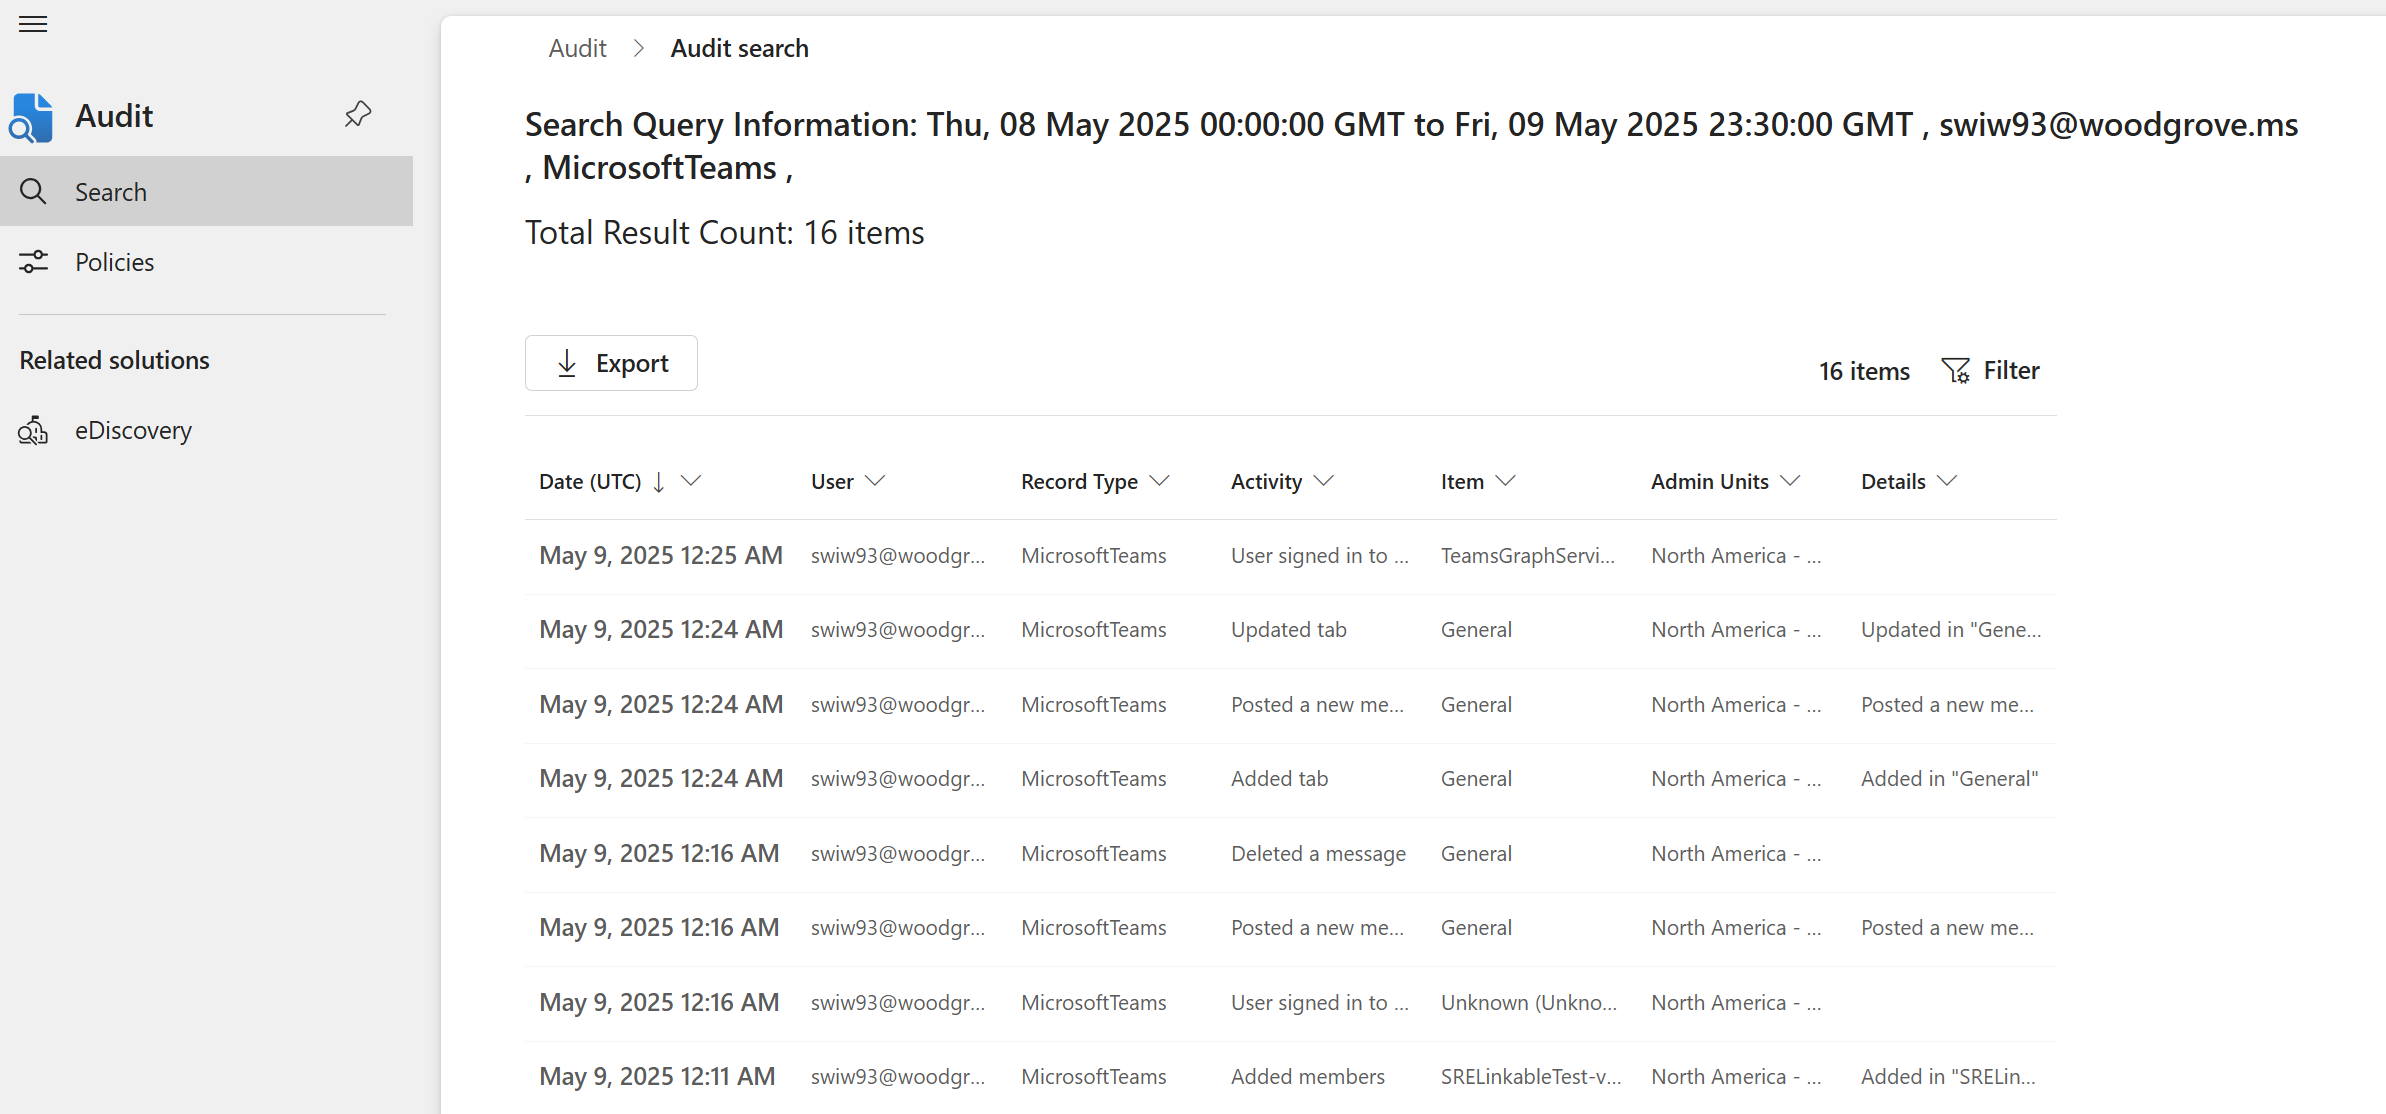 Audit
Search
Policies
Related solutions
eDiscovery
Audit > Audit search
Search Query Information: Thu, 08 May 2025 00:00:00 GMT to Fri, 09 May 2025 23:30:00 GMT , swiw93@woodgrove.ms
, MicrosoftTeams ,
Total Result Count: 16 items
Export
16 items Filter
Date (UTC) ↓ User Record Type Activity Item Admin Units Details
May 9, 2025 12:25 AM swiw93@woodgr... MicrosoftTeams User signed in to ... TeamsGraphServi... North America - ...
May 9, 2025 12:24 AM swiw93@woodgr... MicrosoftTeams Updated tab General North America - ... Updated in "Gene...
May 9, 2025 12:24 AM swiw93@woodgr... MicrosoftTeams Posted a new me... General North America - ... Posted a new me...
May 9, 2025 12:24 AM swiw93@woodgr... MicrosoftTeams Added tab General North America - ... Added in "General"
May 9, 2025 12:16 AM swiw93@woodgr... MicrosoftTeams Deleted a message General North America - ...
May 9, 2025 12:16 AM swiw93@woodgr... MicrosoftTeams Posted a new me... General North America - ... Posted a new me...
May 9, 2025 12:16 AM swiw93@woodgr... MicrosoftTeams User signed in to ... Unknown (Unkno... North America - ...
May 9, 2025 12:11 AM swiw93@woodgr... MicrosoftTeams Added members SRELinkableTest-v... North America - ... Added in "SRELin...